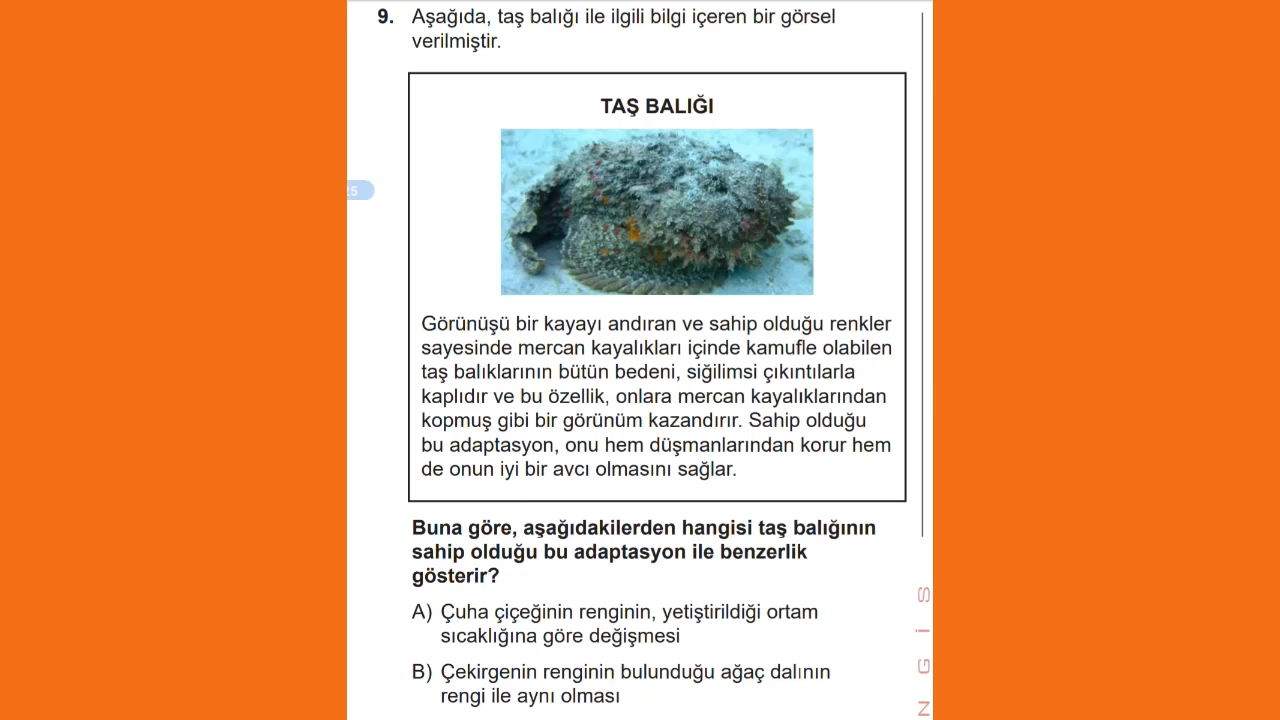 9. Aşağıda, taş balığı ile ilgili bilgi içeren bir görsel
verilmiştir.
TAŞ BALIĞI
25
Görünüşü bir kayayı andıran ve sahip olduğu renkler
sayesinde mercan kayalıkları içinde kamufle olabilen
taş balıklarının bütün bedeni, siğilimsi çıkıntılarla
kaplıdır ve bu özellik, onlara mercan kayalıklarından
kopmuş gibi bir görünüm kazandırır. Sahip olduğu
bu adaptasyon, onu hem düşmanlarından korur hem
de onun iyi bir avcı olmasını sağlar.
Buna göre, aşağıdakilerden hangisi taş balığının
sahip olduğu bu adaptasyon ile benzerlik
gösterir?
A) Çuha çiçeğinin renginin, yetiştirildiği ortam
sıcaklığına göre değişmesi
B) Çekirgenin renginin bulunduğu ağaç dalının
rengi ile aynı olması
N G İ S